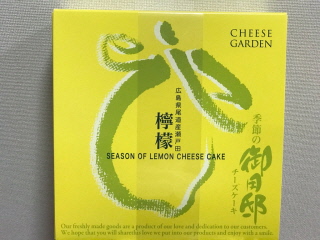 CHEESE
GARDEN
広島県尾道産瀬戸田
檸檬
SEASON OF LEMON CHEESE CAKE
季節の
御用邸
チーズケーキ
Our freshly made goods are a product of our love and dedication to our customers.
We hope that you will share the love we put into our products and enjoy with a smile.